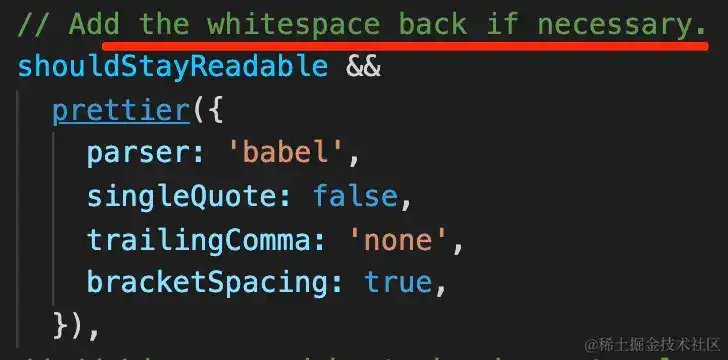 // Add the whitespace back if necessary.
shouldStayReadable &&
  prettier({
    parser: 'babel',
    singleQuote: false,
    trailingComma: 'none',
    bracketSpacing: true,
  }),
@稀土掘金技术社区